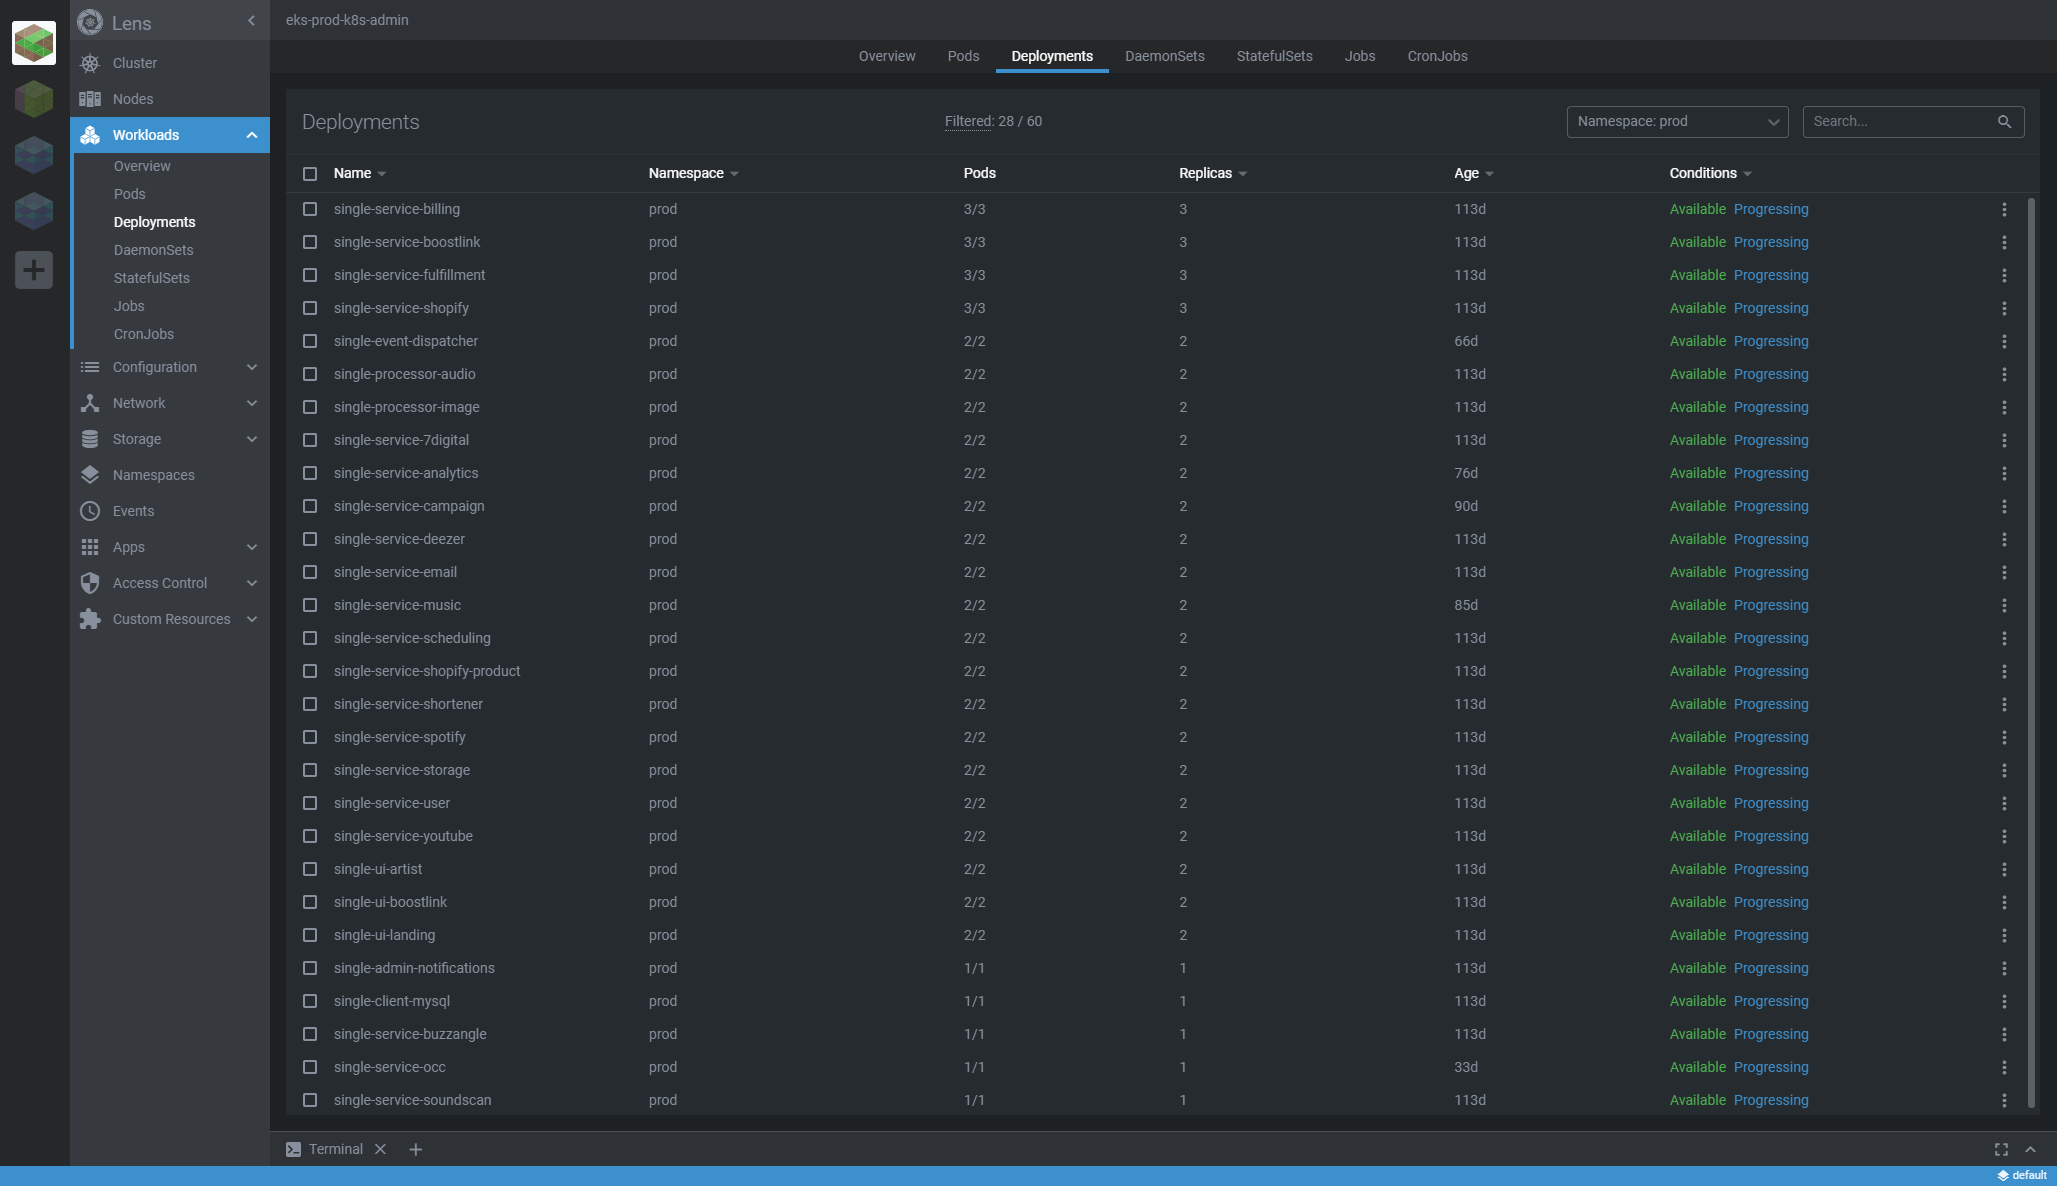 Lens
eks-prod-k8s-admin
Cluster
Nodes
Workloads
Overview
Pods
Deployments
DaemonSets
StatefulSets
Jobs
CronJobs
Configuration
Network
Storage
Namespaces
Events
Apps
Access Control
Custom Resources
Overview Pods Deployments DaemonSets StatefulSets Jobs CronJobs
Deployments Filtered: 28 / 60 Namespace: prod Search...
Name Namespace Pods Replicas Age Conditions
single-service-billing prod 3/3 3 113d Available Progressing
single-service-boostlink prod 3/3 3 113d Available Progressing
single-service-fulfillment prod 3/3 3 113d Available Progressing
single-service-shopify prod 3/3 3 113d Available Progressing
single-event-dispatcher prod 2/2 2 66d Available Progressing
single-processor-audio prod 2/2 2 113d Available Progressing
single-processor-image prod 2/2 2 113d Available Progressing
single-service-7digital prod 2/2 2 113d Available Progressing
single-service-analytics prod 2/2 2 76d Available Progressing
single-service-campaign prod 2/2 2 90d Available Progressing
single-service-deezer prod 2/2 2 113d Available Progressing
single-service-email prod 2/2 2 113d Available Progressing
single-service-music prod 2/2 2 85d Available Progressing
single-service-scheduling prod 2/2 2 113d Available Progressing
single-service-shopify-product prod 2/2 2 113d Available Progressing
single-service-shortener prod 2/2 2 113d Available Progressing
single-service-spotify prod 2/2 2 113d Available Progressing
single-service-storage prod 2/2 2 113d Available Progressing
single-service-user prod 2/2 2 113d Available Progressing
single-service-youtube prod 2/2 2 113d Available Progressing
single-ui-artist prod 2/2 2 113d Available Progressing
single-ui-boostlink prod 2/2 2 113d Available Progressing
single-ui-landing prod 2/2 2 113d Available Progressing
single-admin-notifications prod 1/1 1 113d Available Progressing
single-client-mysql prod 1/1 1 113d Available Progressing
single-service-buzzangle prod 1/1 1 113d Available Progressing
single-service-occ prod 1/1 1 33d Available Progressing
single-service-soundscan prod 1/1 1 113d Available Progressing
Terminal
default